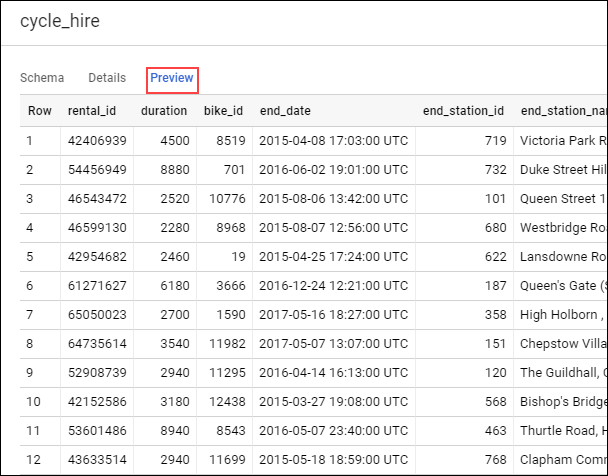 cycle_hire
Schema Details Preview
Row rental_id duration bike_id end_date end_station_id end_station_na
1 42406939 4500 8519 2015-04-08 17:03:00 UTC 719 Victoria Park R
2 54456949 8880 701 2016-06-02 19:01:00 UTC 732 Duke Street Hil
3 46543472 2520 10776 2015-08-06 13:42:00 UTC 101 Queen Street 1
4 46599130 2280 8968 2015-08-07 12:56:00 UTC 680 Westbridge Roa
5 42954682 2460 19 2015-04-25 17:24:00 UTC 622 Lansdowne Ro
6 61271627 6180 3666 2016-12-24 12:21:00 UTC 187 Queen's Gate (S
7 65050023 2700 1590 2017-05-16 18:27:00 UTC 358 High Holborn ,
8 64735614 3540 11982 2017-05-07 13:07:00 UTC 151 Chepstow Villa
9 52908739 2940 11295 2016-04-14 16:13:00 UTC 120 The Guildhall, G
10 42152586 3180 12438 2015-03-27 19:08:00 UTC 568 Bishop's Bridge
11 53601486 8940 8543 2016-05-07 23:40:00 UTC 463 Thurtle Road, H
12 43633514 2940 11699 2015-05-18 18:59:00 UTC 768 Clapham Comm